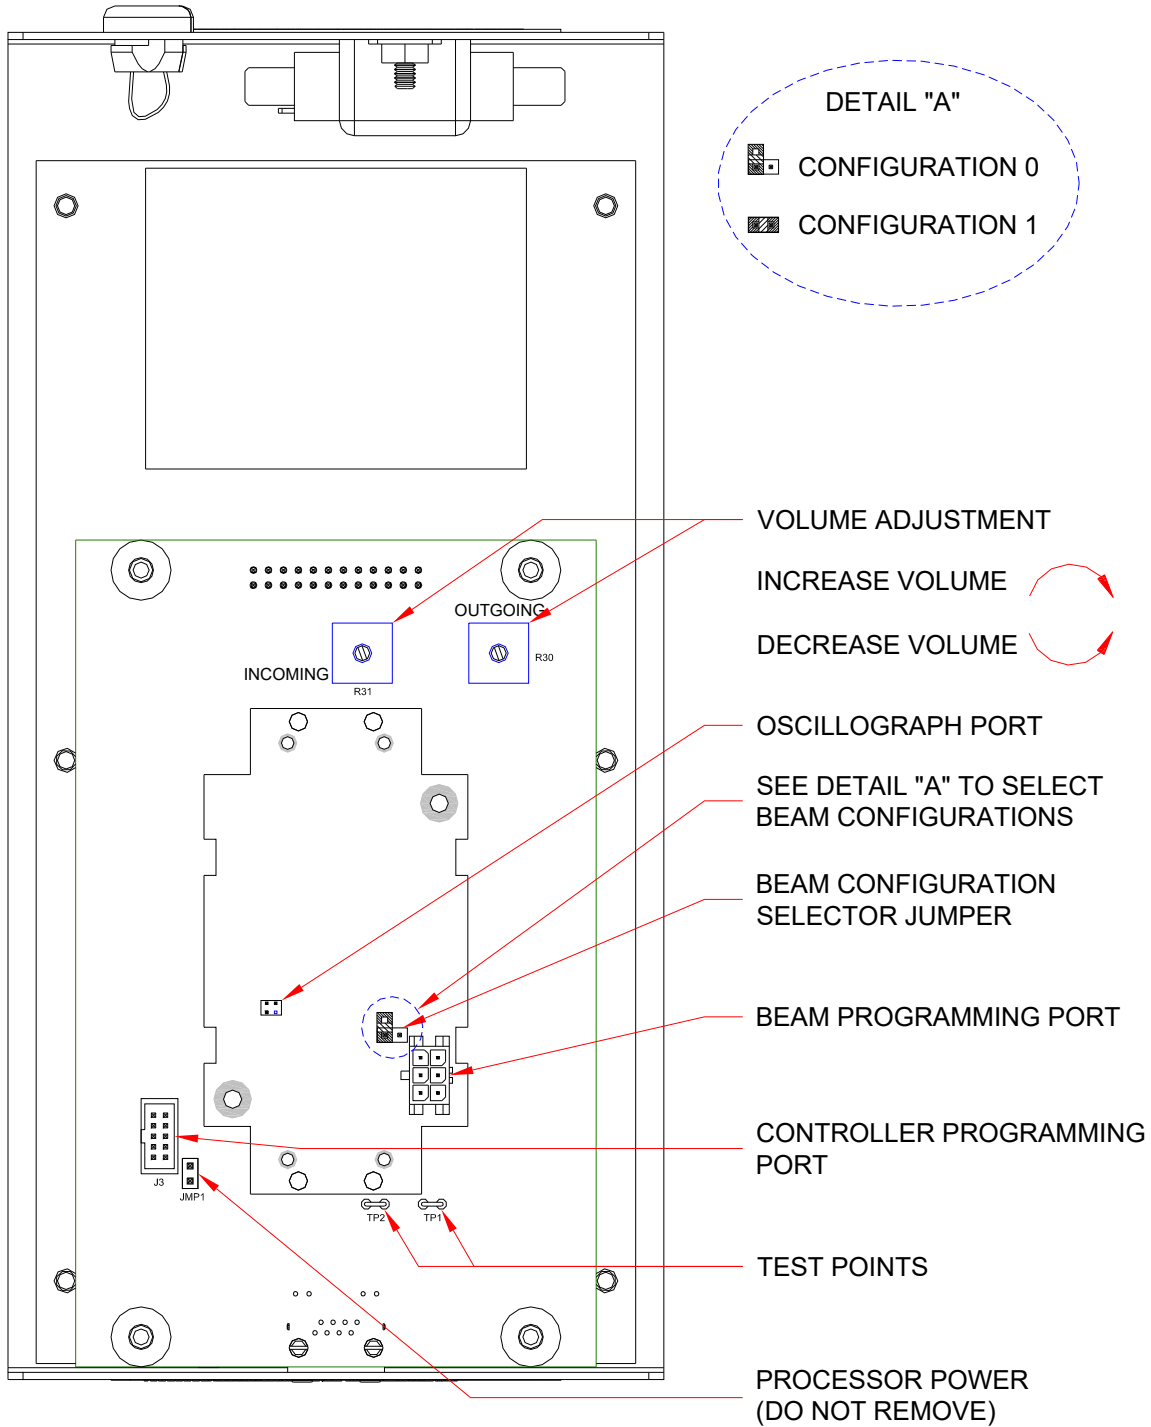 DETAIL "A"
CONFIGURATION 0
CONFIGURATION 1
VOLUME ADJUSTMENT
INCREASE VOLUME
OUTGOING
DECREASE VOLUME
R30
INCOMING
R31
OSCILLOGRAPH PORT
SEE DETAIL "A" TO SELECT
BEAM CONFIGURATIONS
BEAM CONFIGURATION
SELECTOR JUMPER
BEAM PROGRAMMING PORT
CONTROLLER PROGRAMMING
PORT
J3
JMP1
TP2
TP1
TEST POINTS
PROCESSOR POWER
(DO NOT REMOVE)